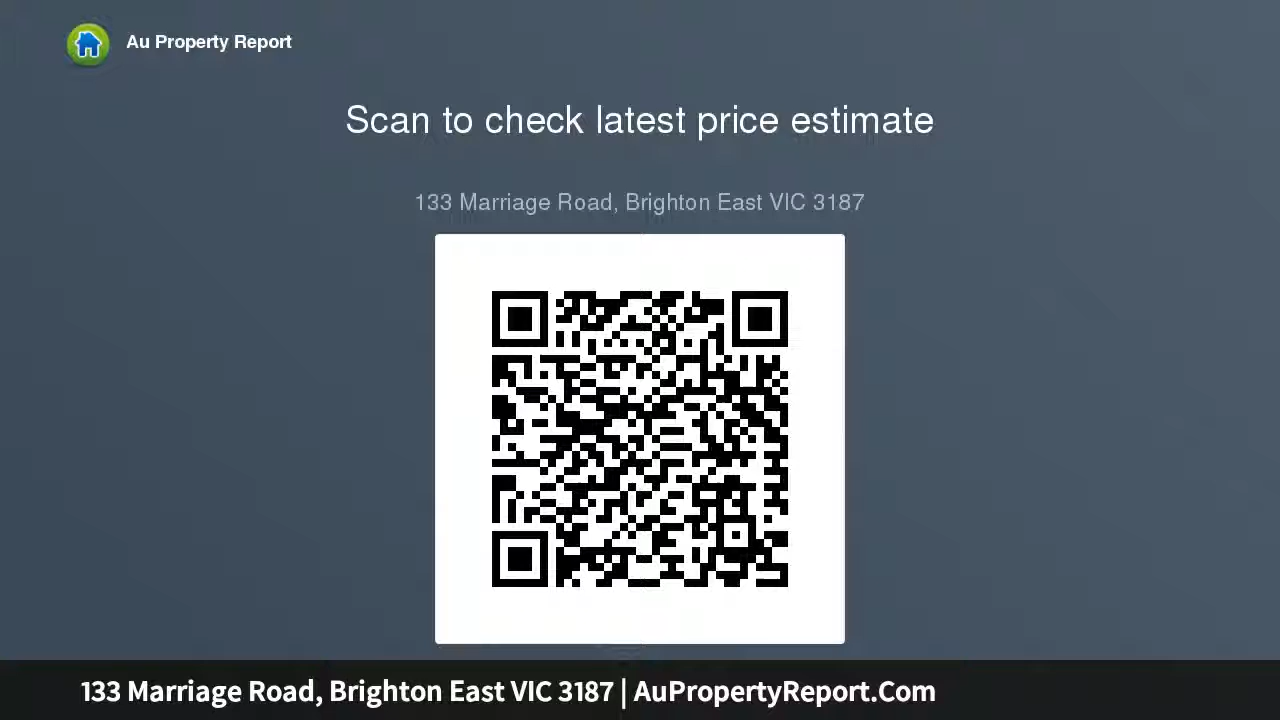 Au Property Report
Scan to check latest price estimate
133 Marriage Road, Brighton East VIC 3187
133 Marriage Road, Brighton East VIC 3187 | AuPropertyReport.Com